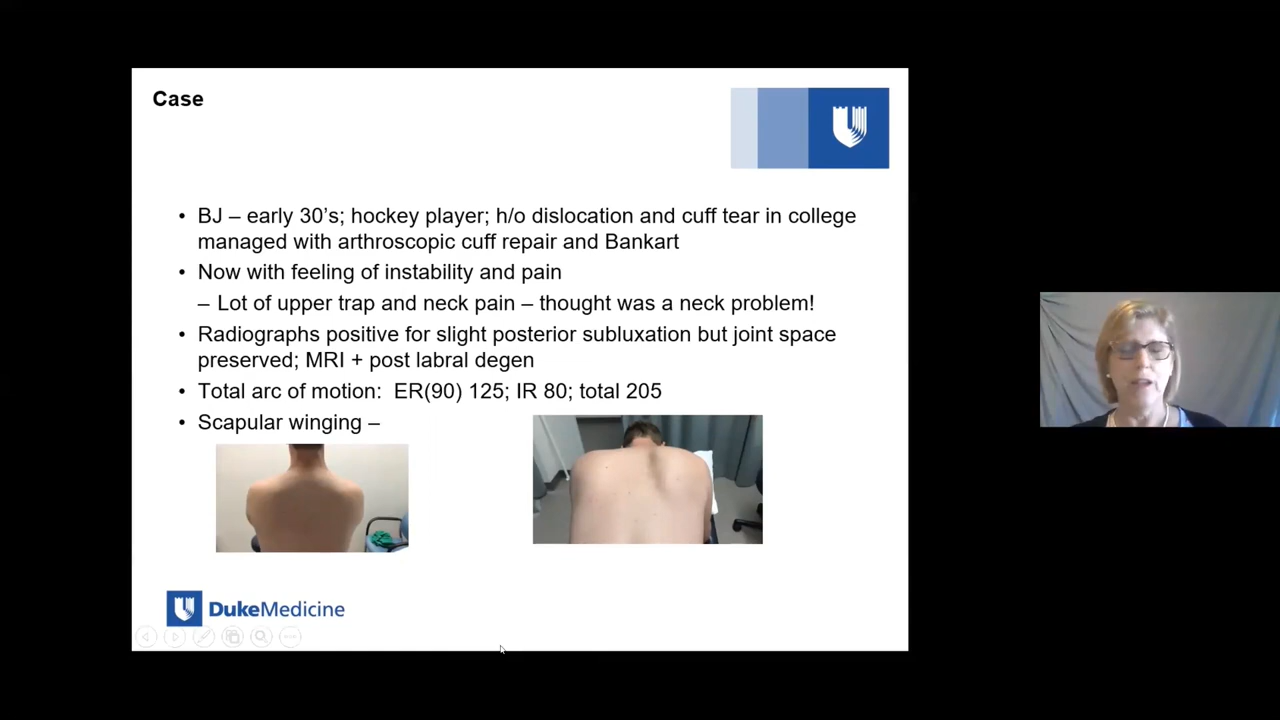 Case
• BJ – early 30's; hockey player; h/o dislocation and cuff tear in college
managed with arthroscopic cuff repair and Bankart
• Now with feeling of instability and pain
– Lot of upper trap and neck pain – thought was a neck problem!
• Radiographs positive for slight posterior subluxation but joint space
preserved; MRI + post labral degen
• Total arc of motion: ER(90) 125; IR 80; total 205
• Scapular winging –
DukeMedicine